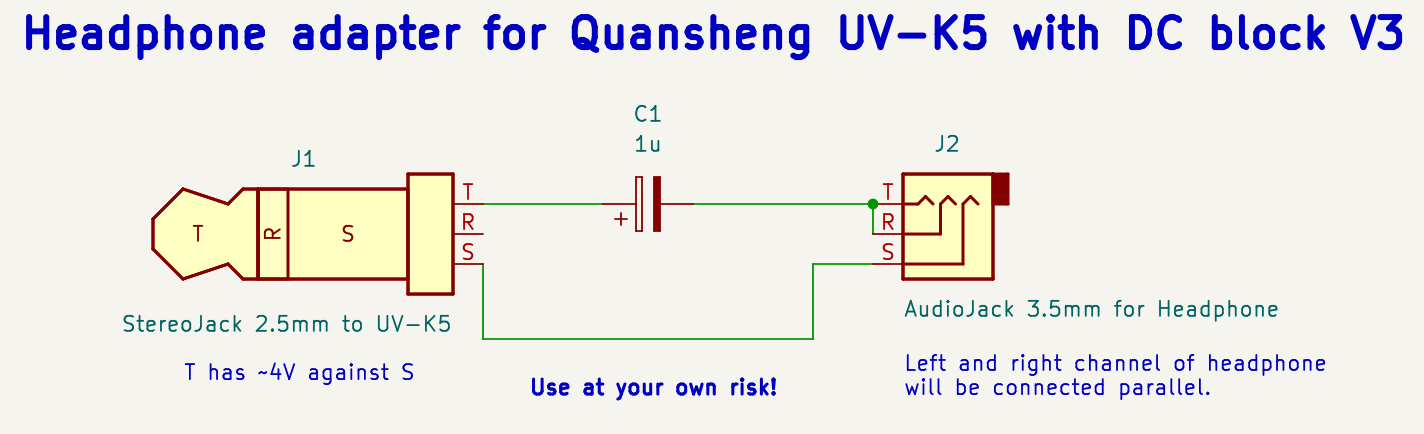 Headphone adapter for Quansheng UV-K5 with DC block V3
C1
1u
J1
J2
T
R
S
T
R
S
+
T
R
S
StereoJack 2.5mm to UV-K5
T has ~4V against S
Use at your own risk!
AudioJack 3.5mm for Headphone
Left and right channel of headphone
will be connected parallel.